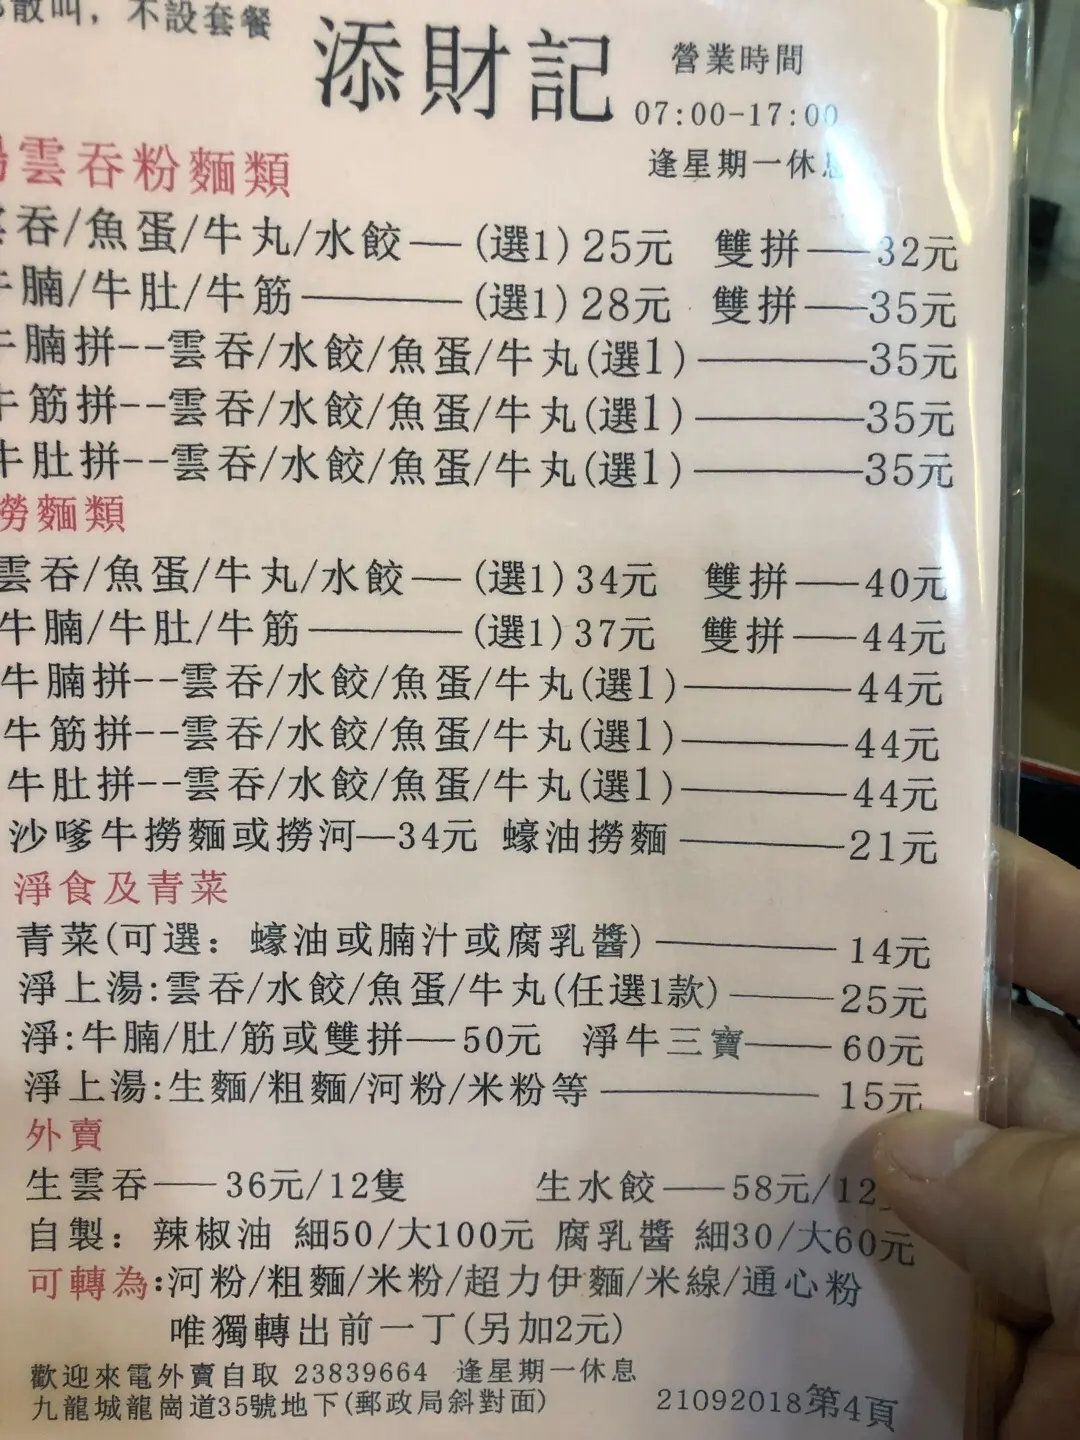 散叫，不設套餐
添財記
營業時間
07:00-17:00
逢星期一休息
湯雲吞粉麵類
雲吞/魚蛋/牛丸/水餃—(選1)25元 雙拼——32元
牛腩/牛肚/牛筋———(選1)28元 雙拼——35元
牛腩拼--雲吞/水餃/魚蛋/牛丸(選1)———35元
牛筋拼--雲吞/水餃/魚蛋/牛丸(選1)———35元
牛肚拼--雲吞/水餃/魚蛋/牛丸(選1)———35元
撈麵類
雲吞/魚蛋/牛丸/水餃—(選1)34元 雙拼——40元
牛腩/牛肚/牛筋———(選1)37元 雙拼——44元
牛腩拼--雲吞/水餃/魚蛋/牛丸(選1)———44元
牛筋拼--雲吞/水餃/魚蛋/牛丸(選1)———44元
牛肚拼--雲吞/水餃/魚蛋/牛丸(選1)———44元
沙嗲牛撈麵或撈河—34元 蠔油撈麵———21元
淨食及青菜
青菜(可選：蠔油或腩汁或腐乳醬)———14元
淨上湯:雲吞/水餃/魚蛋/牛丸(任選1款)——25元
淨:牛腩/肚/筋或雙拼—50元 淨牛三寶——60元
淨上湯:生麵/粗麵/河粉/米粉等————15元
外賣
生雲吞——36元/12隻 生水餃——58元/12
自製：辣椒油 細50/大100元 腐乳醬 細30/大60元
可轉為:河粉/粗麵/米粉/超力伊麵/米線/通心粉
唯獨轉出前一丁(另加2元)
歡迎來電外賣自取 23839664 逢星期一休息
九龍城龍崗道35號地下(郵政局斜對面) 21092018第4頁